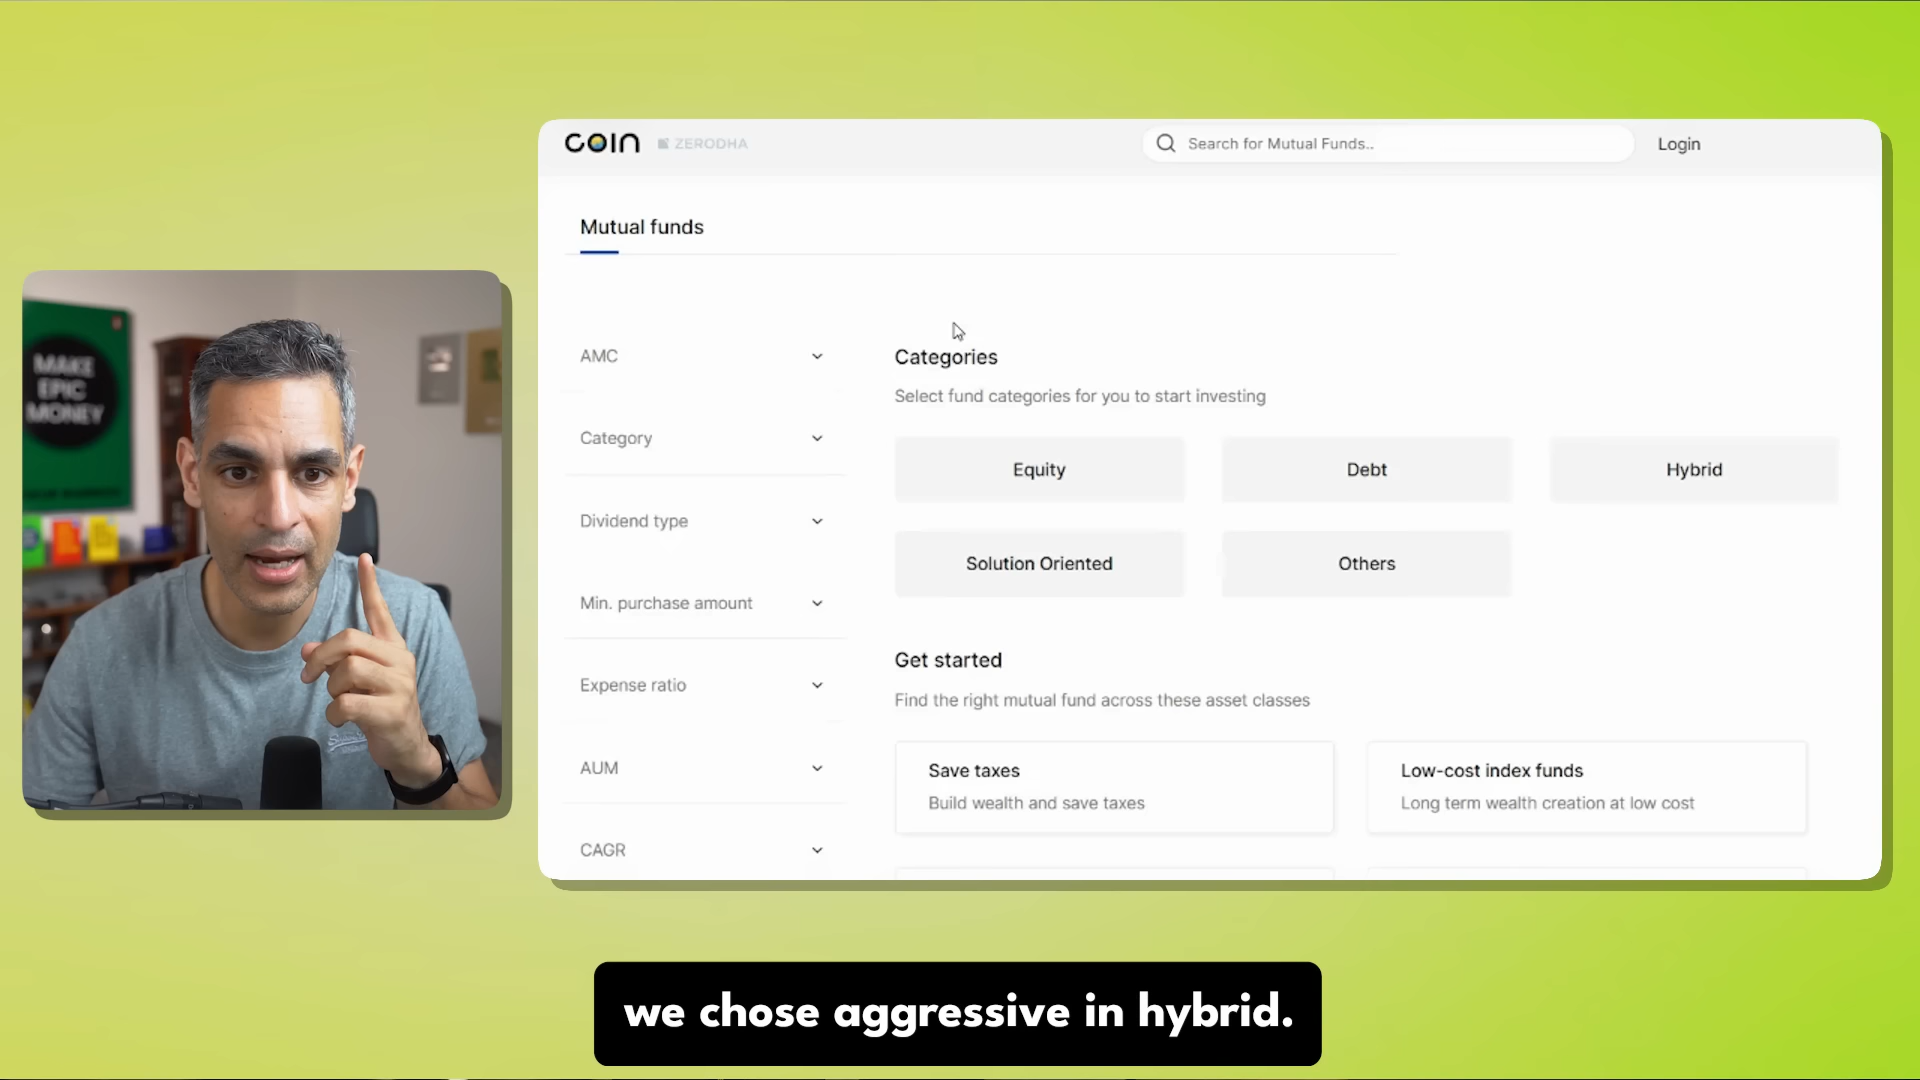 MAKE
EPIC
MONEY
COIN ZERODHA
Search for Mutual Funds..
Login
Mutual funds
AMC
Category
Dividend type
Min. purchase amount
Expense ratio
AUM
CAGR
Categories
Select fund categories for you to start investing
Equity
Debt
Hybrid
Solution Oriented
Others
Get started
Find the right mutual fund across these asset classes
Save taxes
Build wealth and save taxes
Low-cost index funds
Long term wealth creation at low cost
we chose aggressive in hybrid.